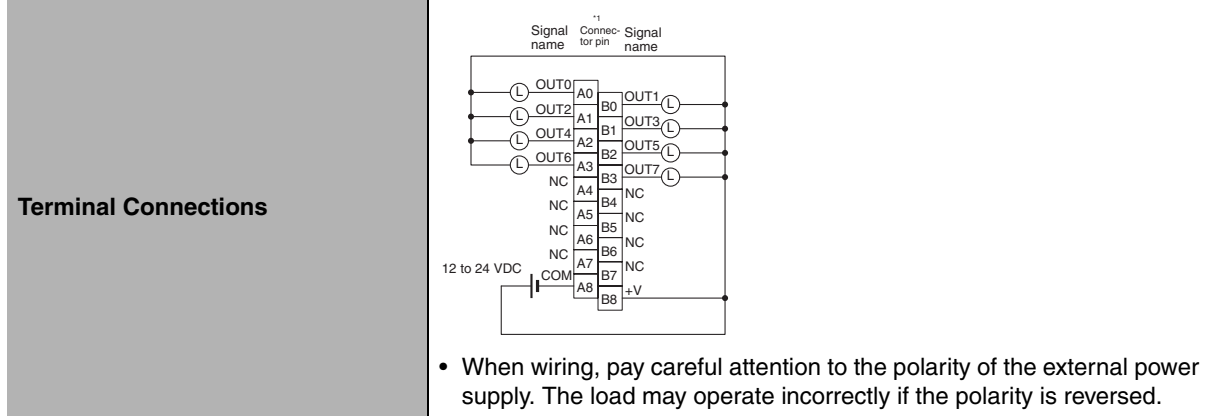 Terminal Connections
*1
Signal name
Connec-tor pin
Signal name
OUT0 A0
B0 OUT1
OUT2 A1
B1 OUT3
OUT4 A2
B2 OUT5
OUT6 A3
B3 OUT7
NC A4
B4 NC
NC A5
B5 NC
NC A6
B6 NC
NC A7
B7 NC
12 to 24 VDC COM A8
B8 +V
L L
L L
L L
L L
• When wiring, pay careful attention to the polarity of the external power
supply. The load may operate incorrectly if the polarity is reversed.